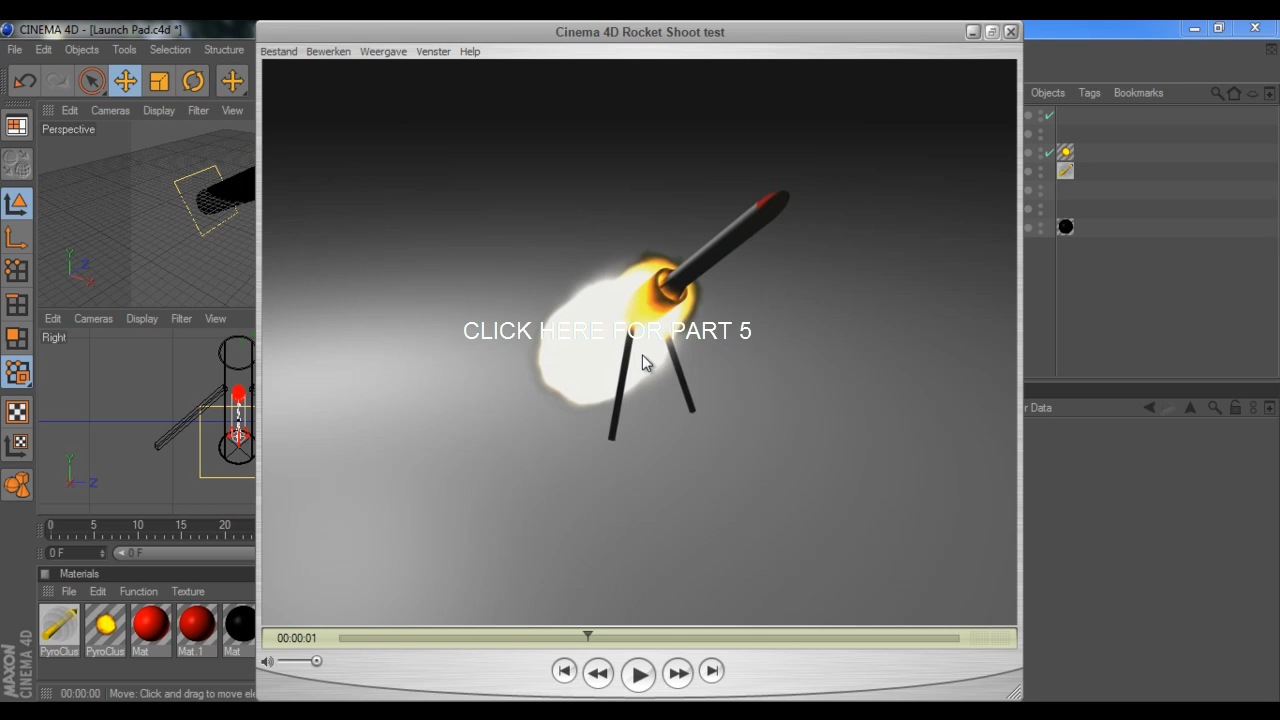 CINEMA 4D - [Launch Pad.c4d *]
File Edit Objects Tools Selection Structure
Edit Cameras Display Filter View
Perspective
Edit Cameras Display Filter View
Right
0 5 10 15 20
0 F
0 F
Materials
File Edit Function Texture
PyroClus
PyroClus
Mat
Mat.1
Mat
MAXON
CINEMA 4D
00:00:00 Move: Click and drag to move ele
Cinema 4D Rocket Shoot test
Bestand Bewerken Weergave Venster Help
CLICK HERE FOR PART 5
00:00:01
Objects Tags Bookmarks
r Data